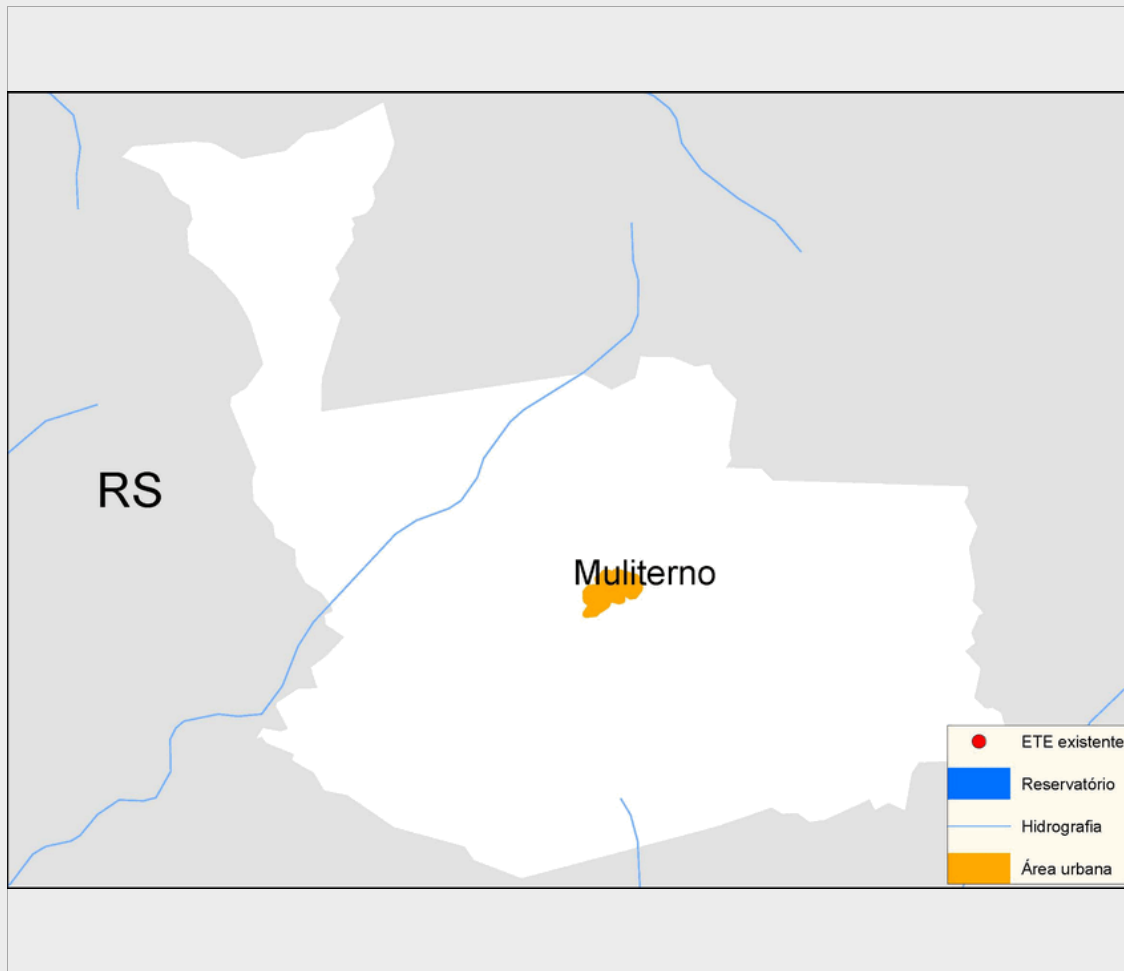 RS
Muliterno
ETE existente
Reservatório
Hidrografia
Área urbana